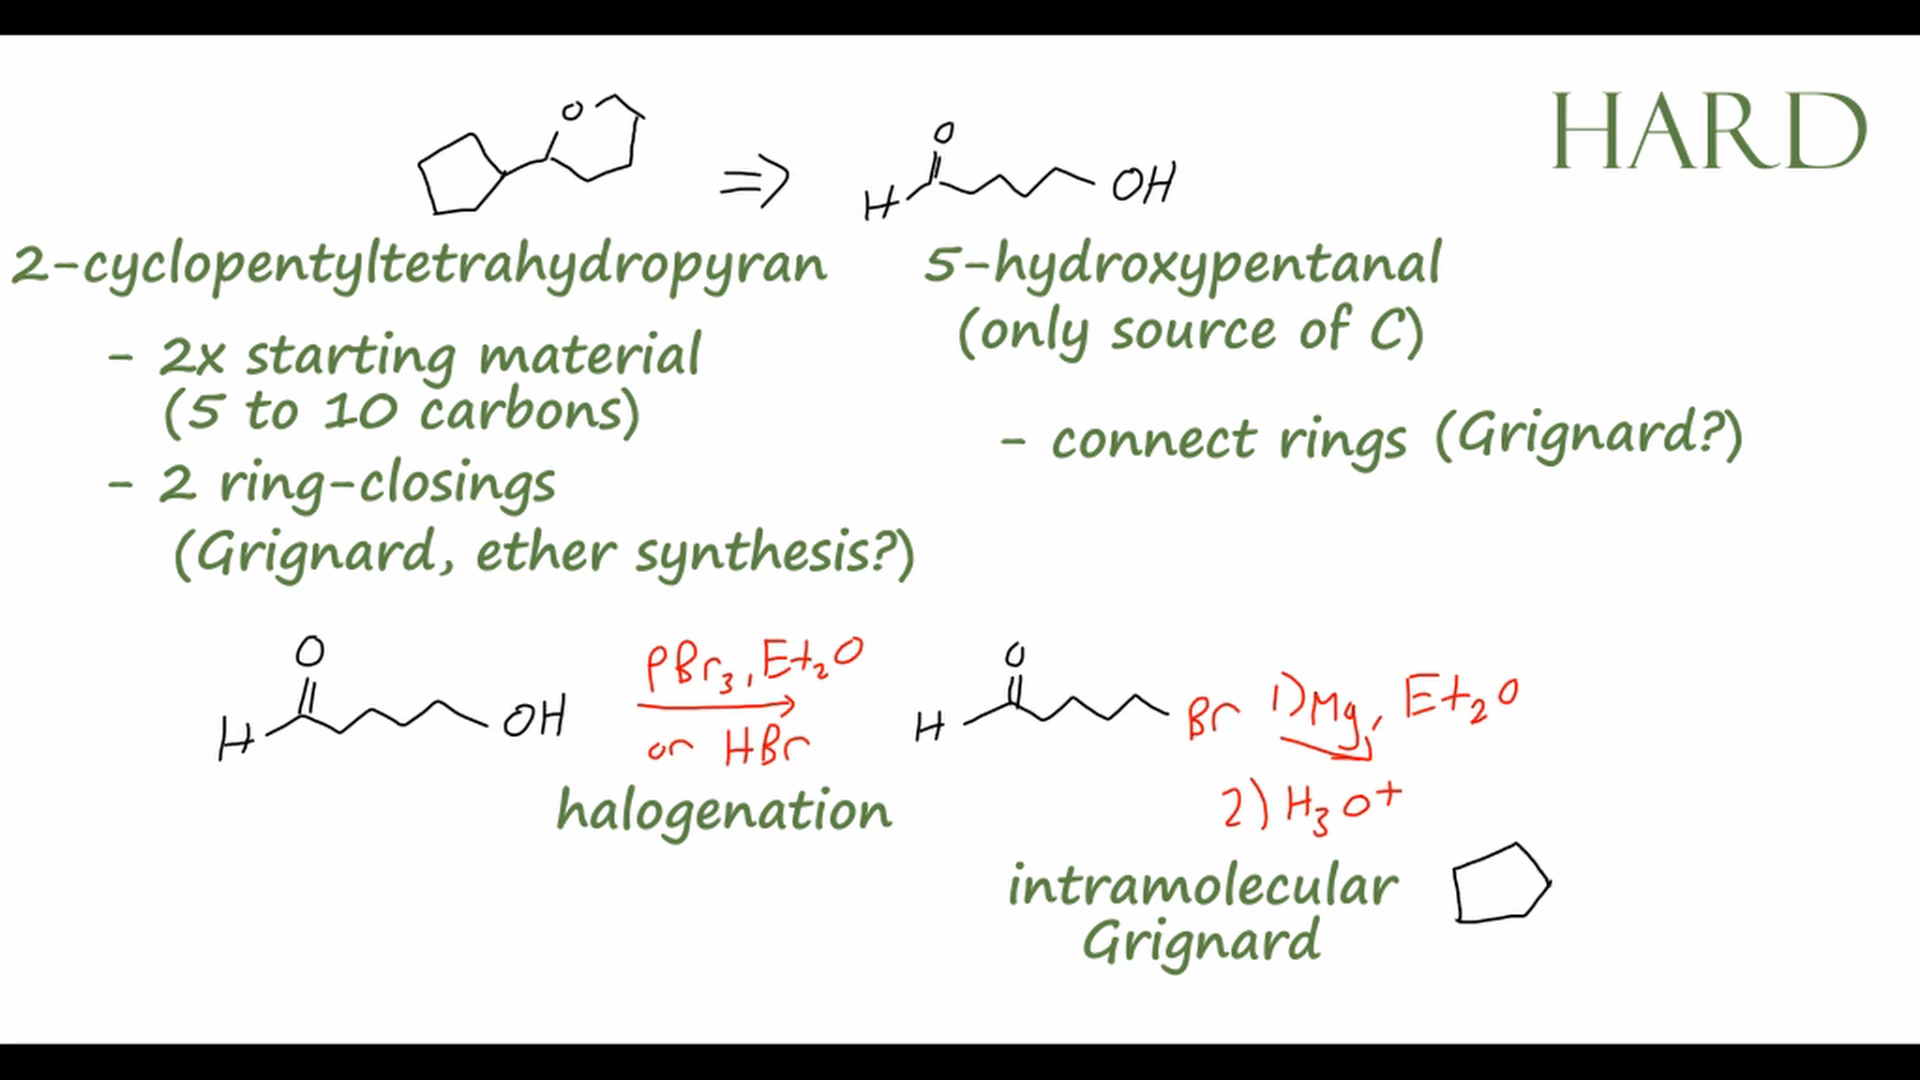 HARD
O
O
H
OH
2-cyclopentyltetrahydropyran
5-hydroxypentanal
(only source of C)
- 2x starting material
(5 to 10 carbons)
- connect rings (Grignard?)
- 2 ring-closings
(Grignard, ether synthesis?)
O
H
OH
PBr3, Et2O
or HBr
halogenation
O
H
Br
1) Mg, Et2O
2) H3O+
intramolecular
Grignard